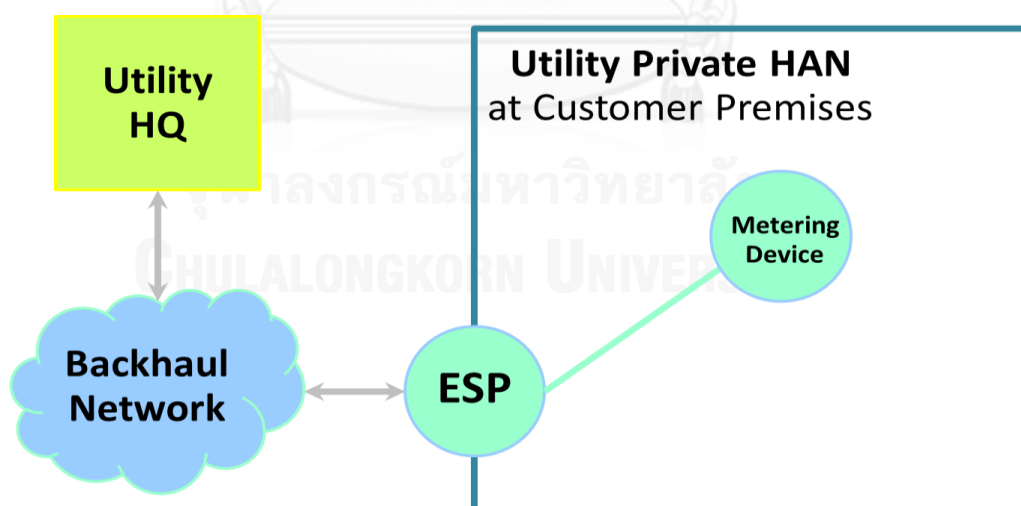 Utility
HQ
Utility Private HAN
at Customer Premises
จุฬาลงกรณ์มหาวิทยาลัย
CHULALONGKORN UNIVERS
Metering
Device
Backhaul
Network
ESP